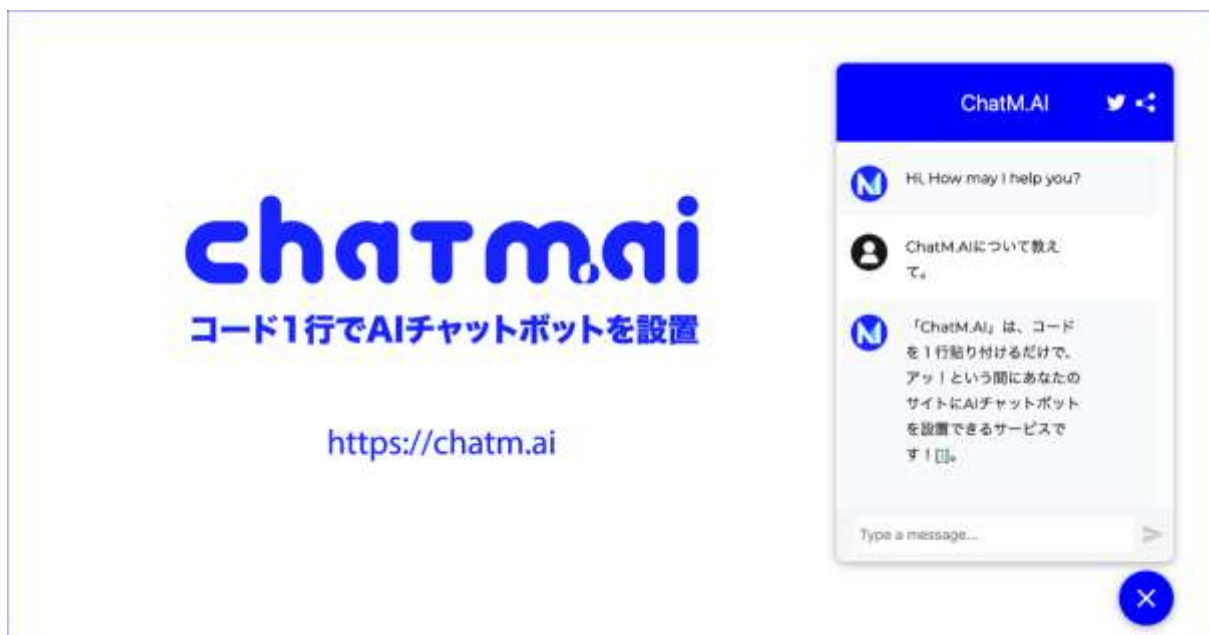 chatm.ai
コード1行でAIチャットボットを設置
https://chatm.ai
ChatM.AI
Hi, How may I help you?
ChatM.AIについて教え
て。
「ChatM.AI」は、コード
を1行貼り付けるだけで、
アッ！という間にあなたの
サイトにAIチャットボット
を設置できるサービスで
す！[1]。
Type a message...